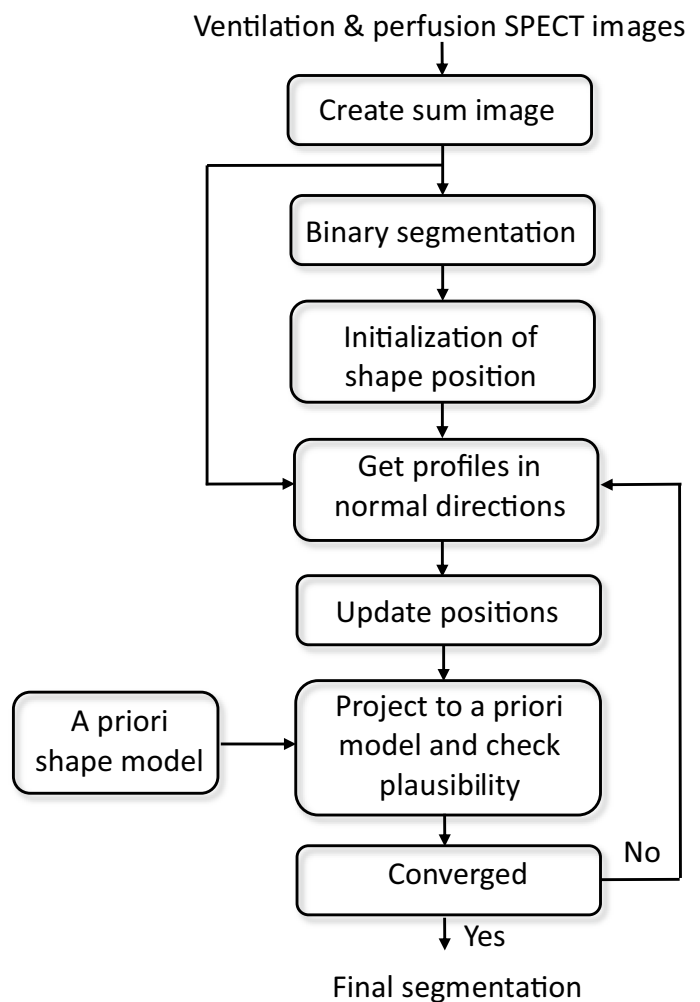 Ventilation & perfusion SPECT images
Create sum image
Binary segmentation
Initialization of
shape position
Get profiles in
normal directions
Update positions
A priori
shape model
Project to a priori
model and check
plausibility
Converged
No
Yes
Final segmentation